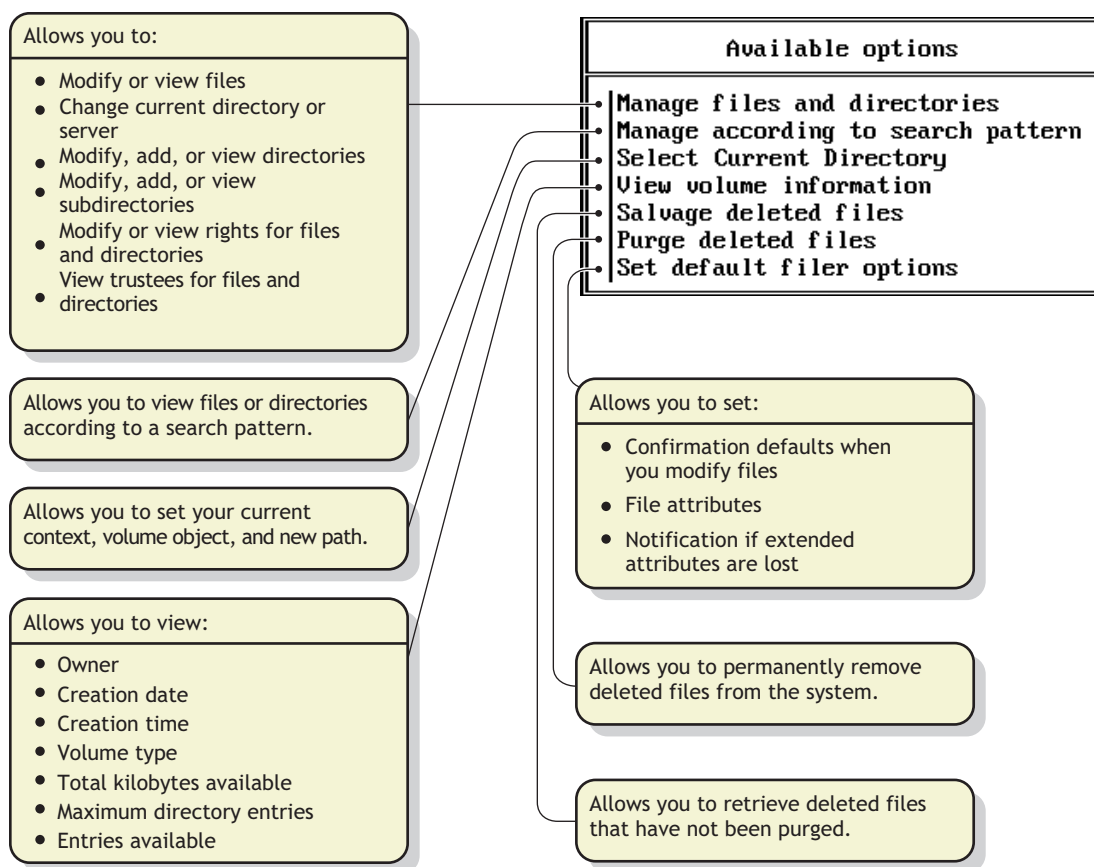 Allows you to:
• Modify or view files
• Change current directory or
server
• Modify, add, or view directories
• Modify, add, or view
subdirectories
• Modify or view rights for files
and directories
View trustees for files and
• directories
Allows you to view files or directories
according to a search pattern.
Allows you to set your current
context, volume object, and new path.
Allows you to view:
• Owner
• Creation date
• Creation time
• Volume type
• Total kilobytes available
• Maximum directory entries
• Entries available
Available options
Manage files and directories
Manage according to search pattern
Select Current Directory
View volume information
Salvage deleted files
Purge deleted files
Set default filer options
Allows you to set:
• Confirmation defaults when
you modify files
• File attributes
• Notification if extended
attributes are lost
Allows you to permanently remove
deleted files from the system.
Allows you to retrieve deleted files
that have not been purged.